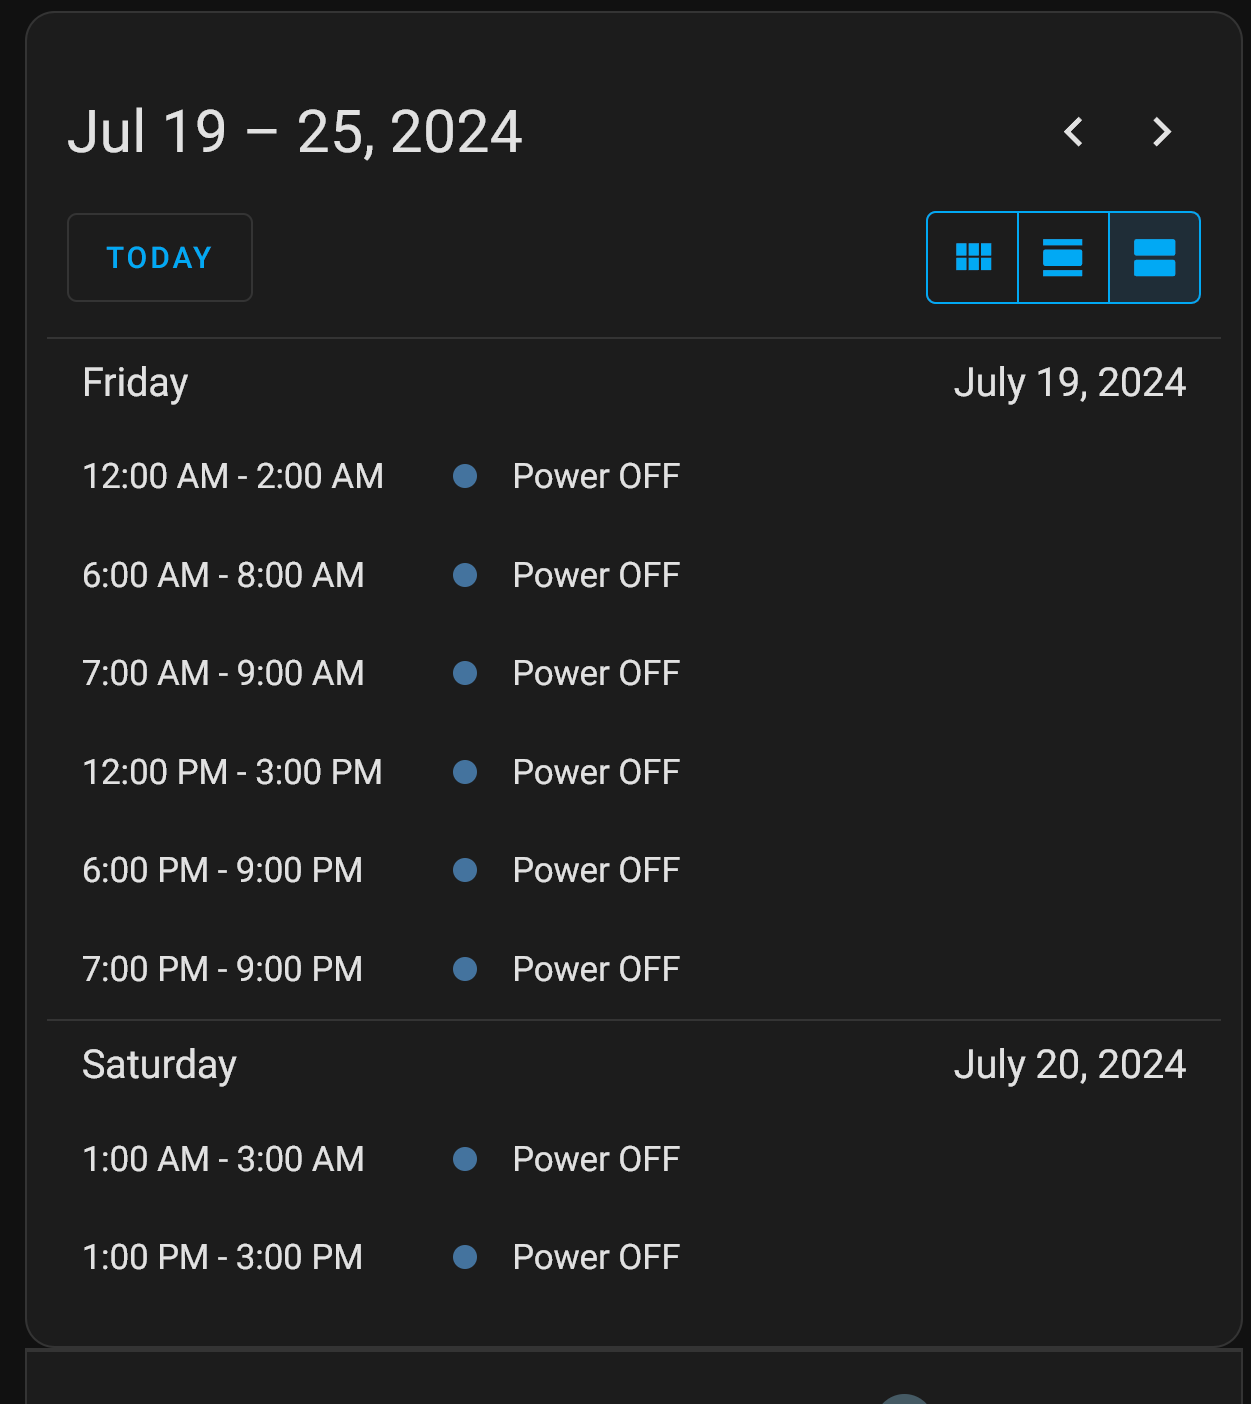 Jul 19 – 25, 2024
TODAY
Friday July 19, 2024
12:00 AM - 2:00 AM Power OFF
6:00 AM - 8:00 AM Power OFF
7:00 AM - 9:00 AM Power OFF
12:00 PM - 3:00 PM Power OFF
6:00 PM - 9:00 PM Power OFF
7:00 PM - 9:00 PM Power OFF
Saturday July 20, 2024
1:00 AM - 3:00 AM Power OFF
1:00 PM - 3:00 PM Power OFF